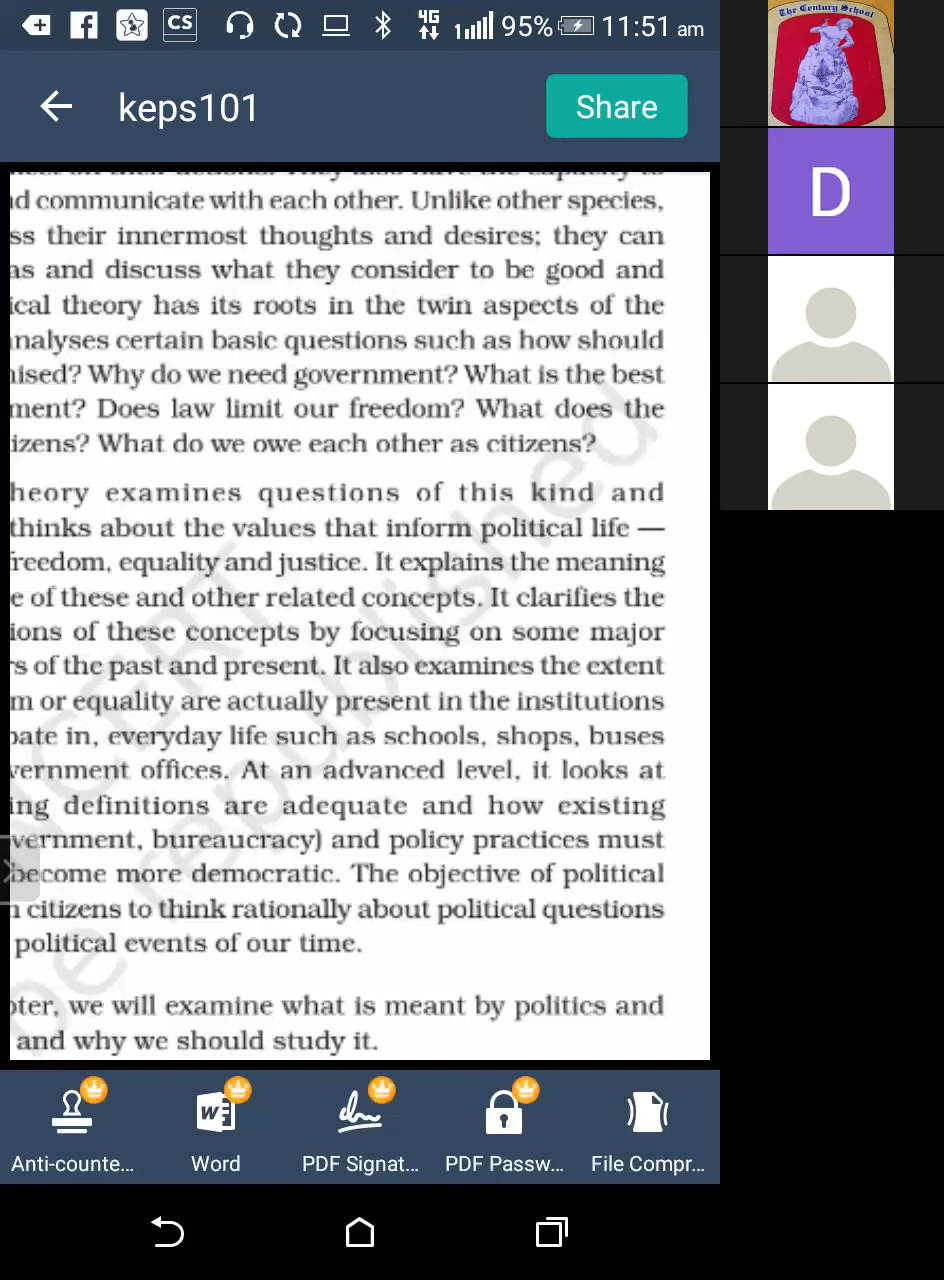 CS
4G
95%
11:51 am
The Century School
keps101
Share
D
nd communicate with each other. Unlike other species,
ss their innermost thoughts and desires; they can
as and discuss what they consider to be good and
ical theory has its roots in the twin aspects of the
nalyses certain basic questions such as how should
nised? Why do we need government? What is the best
ment? Does law limit our freedom? What does the
izens? What do we owe each other as citizens?
heory examines questions of this kind and
thinks about the values that inform political life —
reedom, equality and justice. It explains the meaning
e of these and other related concepts. It clarifies the
ions of these concepts by focusing on some major
rs of the past and present. It also examines the extent
m or equality are actually present in the institutions
pate in, everyday life such as schools, shops, buses
vernment offices. At an advanced level, it looks at
ing definitions are adequate and how existing
vernment, bureaucracy) and policy practices must
become more democratic. The objective of political
n citizens to think rationally about political questions
political events of our time.
pter, we will examine what is meant by politics and
and why we should study it.
NCERT
be republished
Anti-counte...
Word
PDF Signat...
PDF Passw...
File Compr...